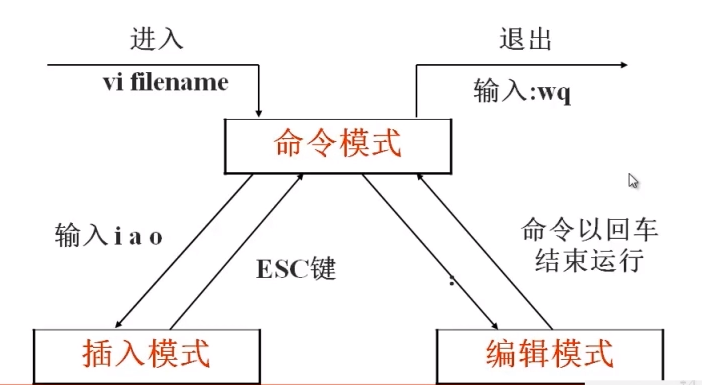 进入
退出
vi filename
输入:wq
命令模式
输入 i a o
命令以回车
结束运行
ESC键
:
插入模式
编辑模式